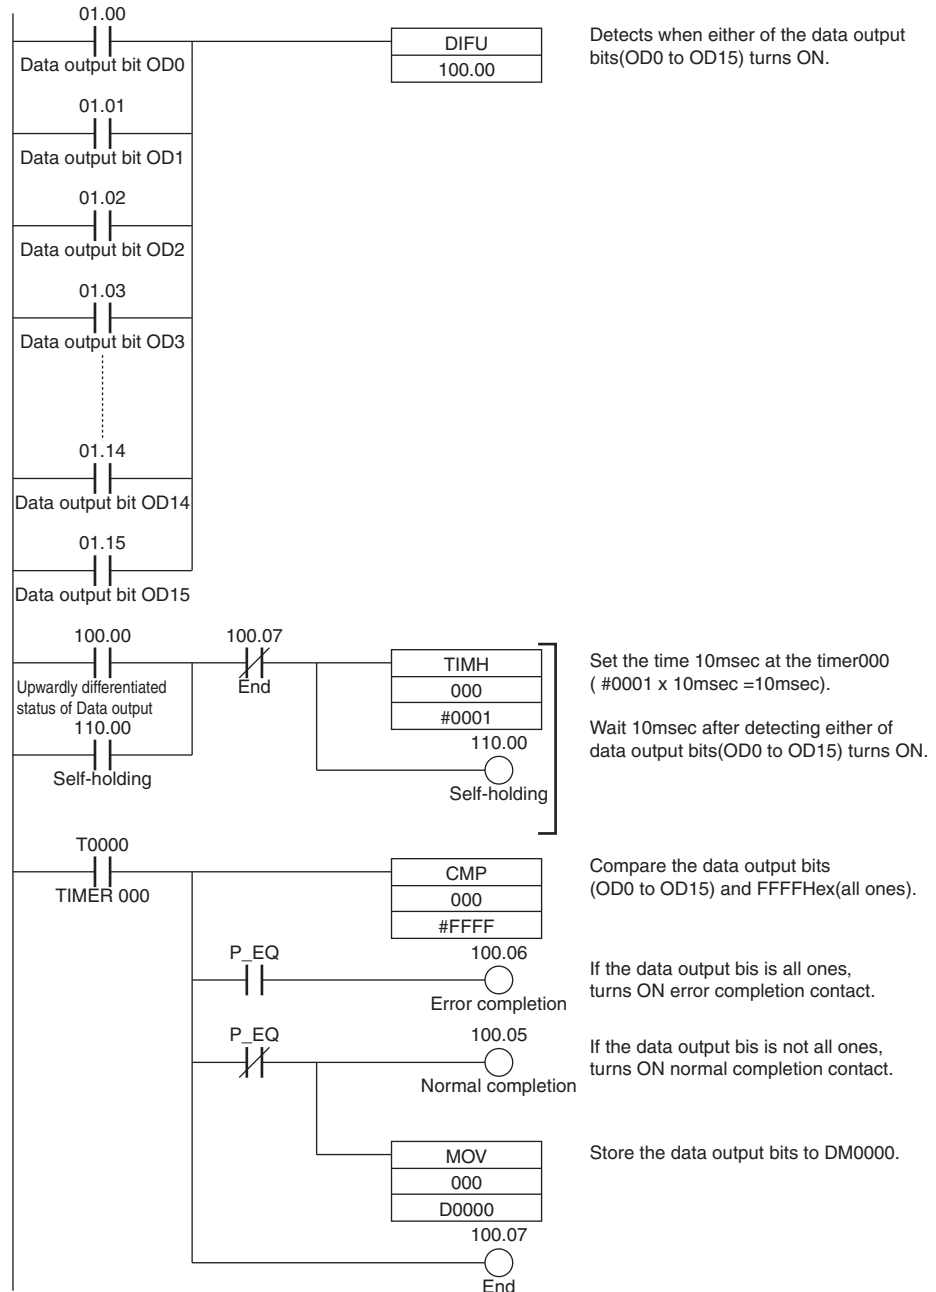 01.00
Data output bit OD0
DIFU
100.00
Detects when either of the data output
bits(OD0 to OD15) turns ON.
01.01
Data output bit OD1
01.02
Data output bit OD2
01.03
Data output bit OD3
01.14
Data output bit OD14
01.15
Data output bit OD15
100.00
Upwardly differentiated
status of Data output
110.00
Self-holding
100.07
End
TIMH
000
#0001
110.00
Self-holding
Set the time 10msec at the timer000
( #0001 x 10msec =10msec).
Wait 10msec after detecting either of
data output bits(OD0 to OD15) turns ON.
T0000
TIMER 000
CMP
000
#FFFF
Compare the data output bits
(OD0 to OD15) and FFFFHex(all ones).
P_EQ
100.06
Error completion
If the data output bis is all ones,
turns ON error completion contact.
P_EQ
100.05
Normal completion
If the data output bis is not all ones,
turns ON normal completion contact.
MOV
000
D0000
Store the data output bits to DM0000.
100.07
End